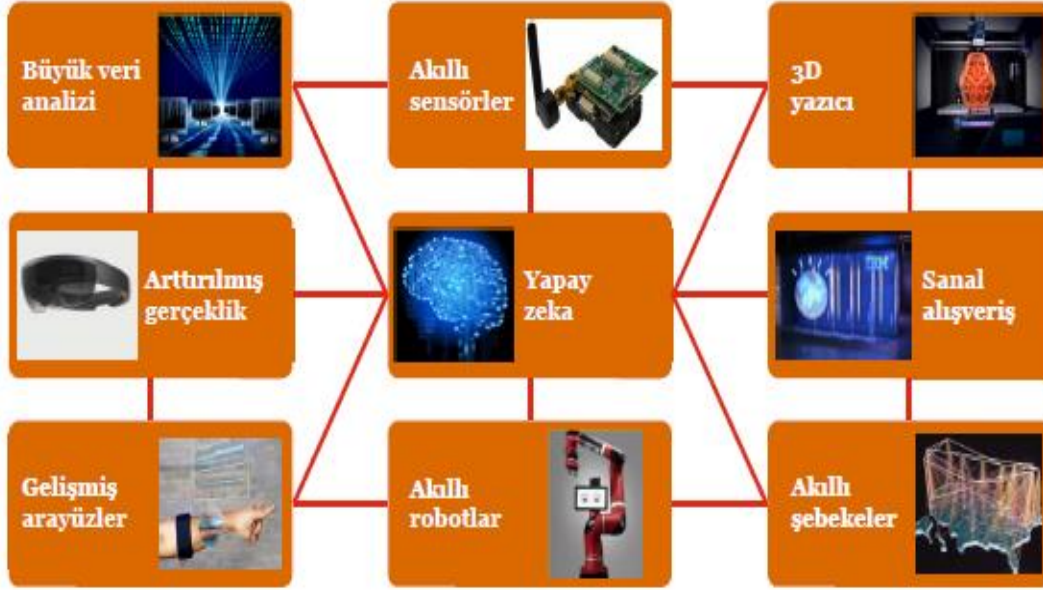 Büyük veri
analizi
Akıllı
sensörler
3D
yazıcı
Arttırılmış
gerçeklik
Yapay
zeka
IBM
Sanal
alışveriş
Gelişmiş
arayüzler
Akıllı
robotlar
Akıllı
şebekeler